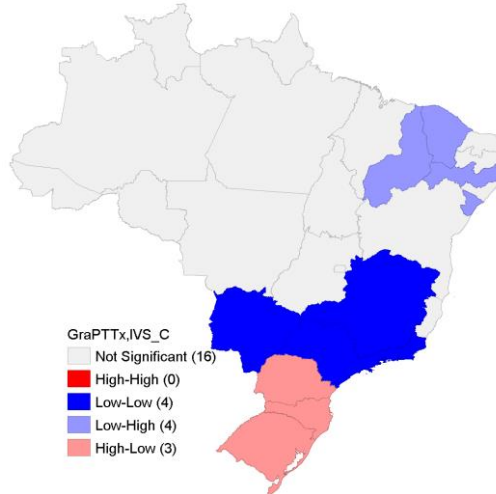 GraPTTx,IVS_C
Not Significant (16)
High-High (0)
Low-Low (4)
Low-High (4)
High-Low (3)